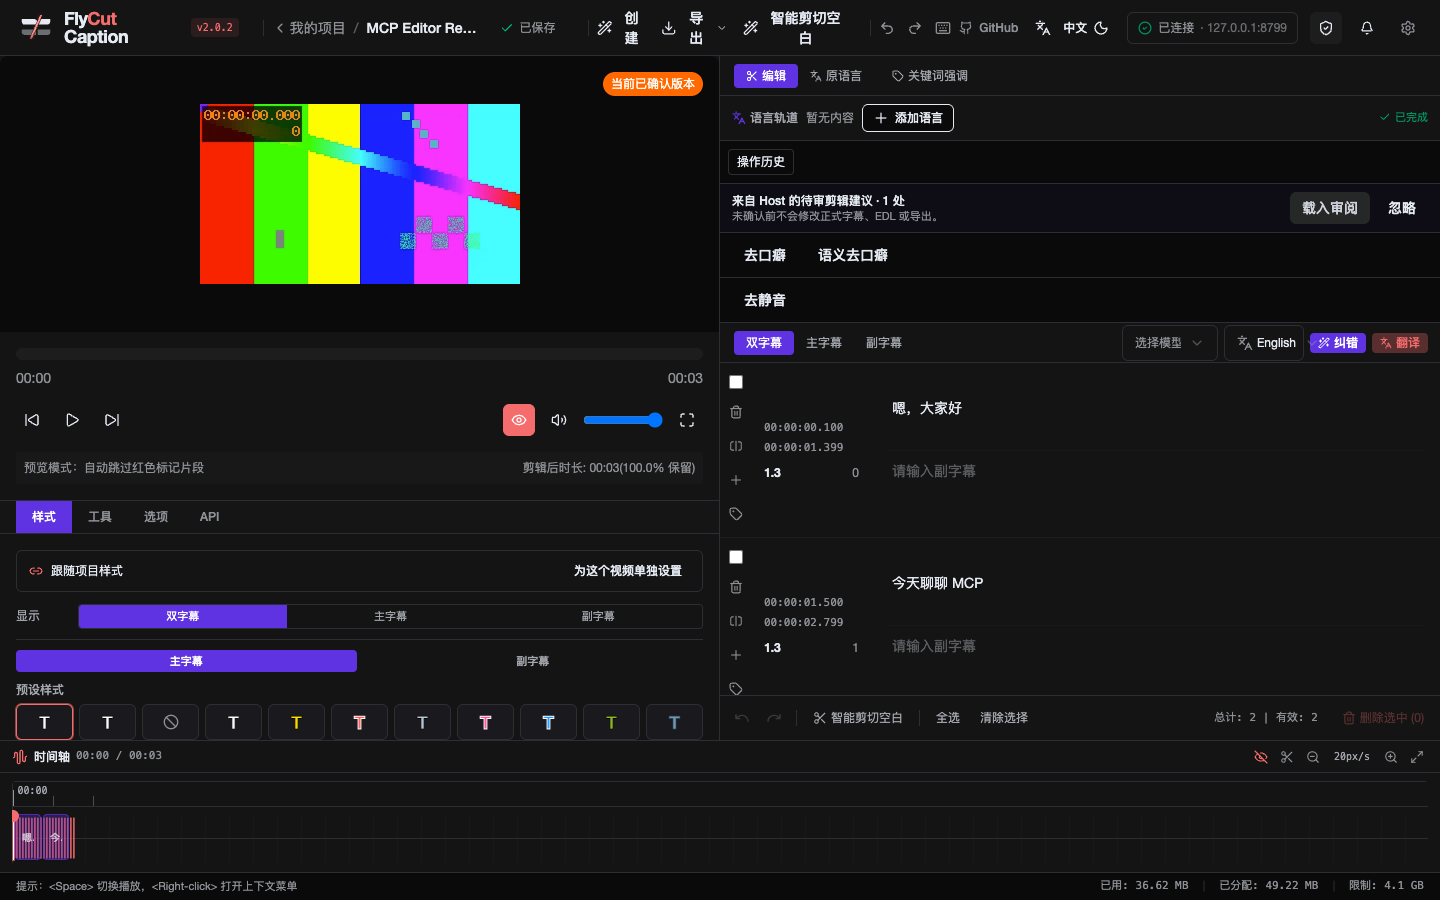 FlyCut
Caption
v2.0.2
我的项目 / MCP Editor Re...
已保存
创建
导出
智能剪切空白
GitHub
中文
已连接 · 127.0.0.1:8799
当前已确认版本
00:00:00.000
0
00:00
00:03
预览模式：自动跳过红色标记片段
剪辑后时长: 00:03(100.0% 保留)
样式
工具
选项
API
跟随项目样式
为这个视频单独设置
显示
双字幕
主字幕
副字幕
主字幕
副字幕
预设样式
T T T T T T T T T T
编辑
原语言
关键词强调
语言轨道 暂无内容
添加语言
已完成
操作历史
来自 Host 的待审剪辑建议 · 1 处
未确认前不会修改正式字幕、EDL 或导出。
载入审阅
忽略
去口癖
语义去口癖
去静音
双字幕
主字幕
副字幕
选择模型
English
纠错
翻译
嗯，大家好
00:00:00.100
00:00:01.399
1.3
0
请输入副字幕
今天聊聊 MCP
00:00:01.500
00:00:02.799
1.3
1
请输入副字幕
智能剪切空白
全选
清除选择
总计: 2 | 有效: 2
删除选中 (0)
时间轴
00:00 / 00:03
20px/s
00:00
嗯,
今
提示：<Space> 切换播放，<Right-click> 打开上下文菜单
已用: 36.62 MB
已分配: 49.22 MB
限制: 4.1 GB